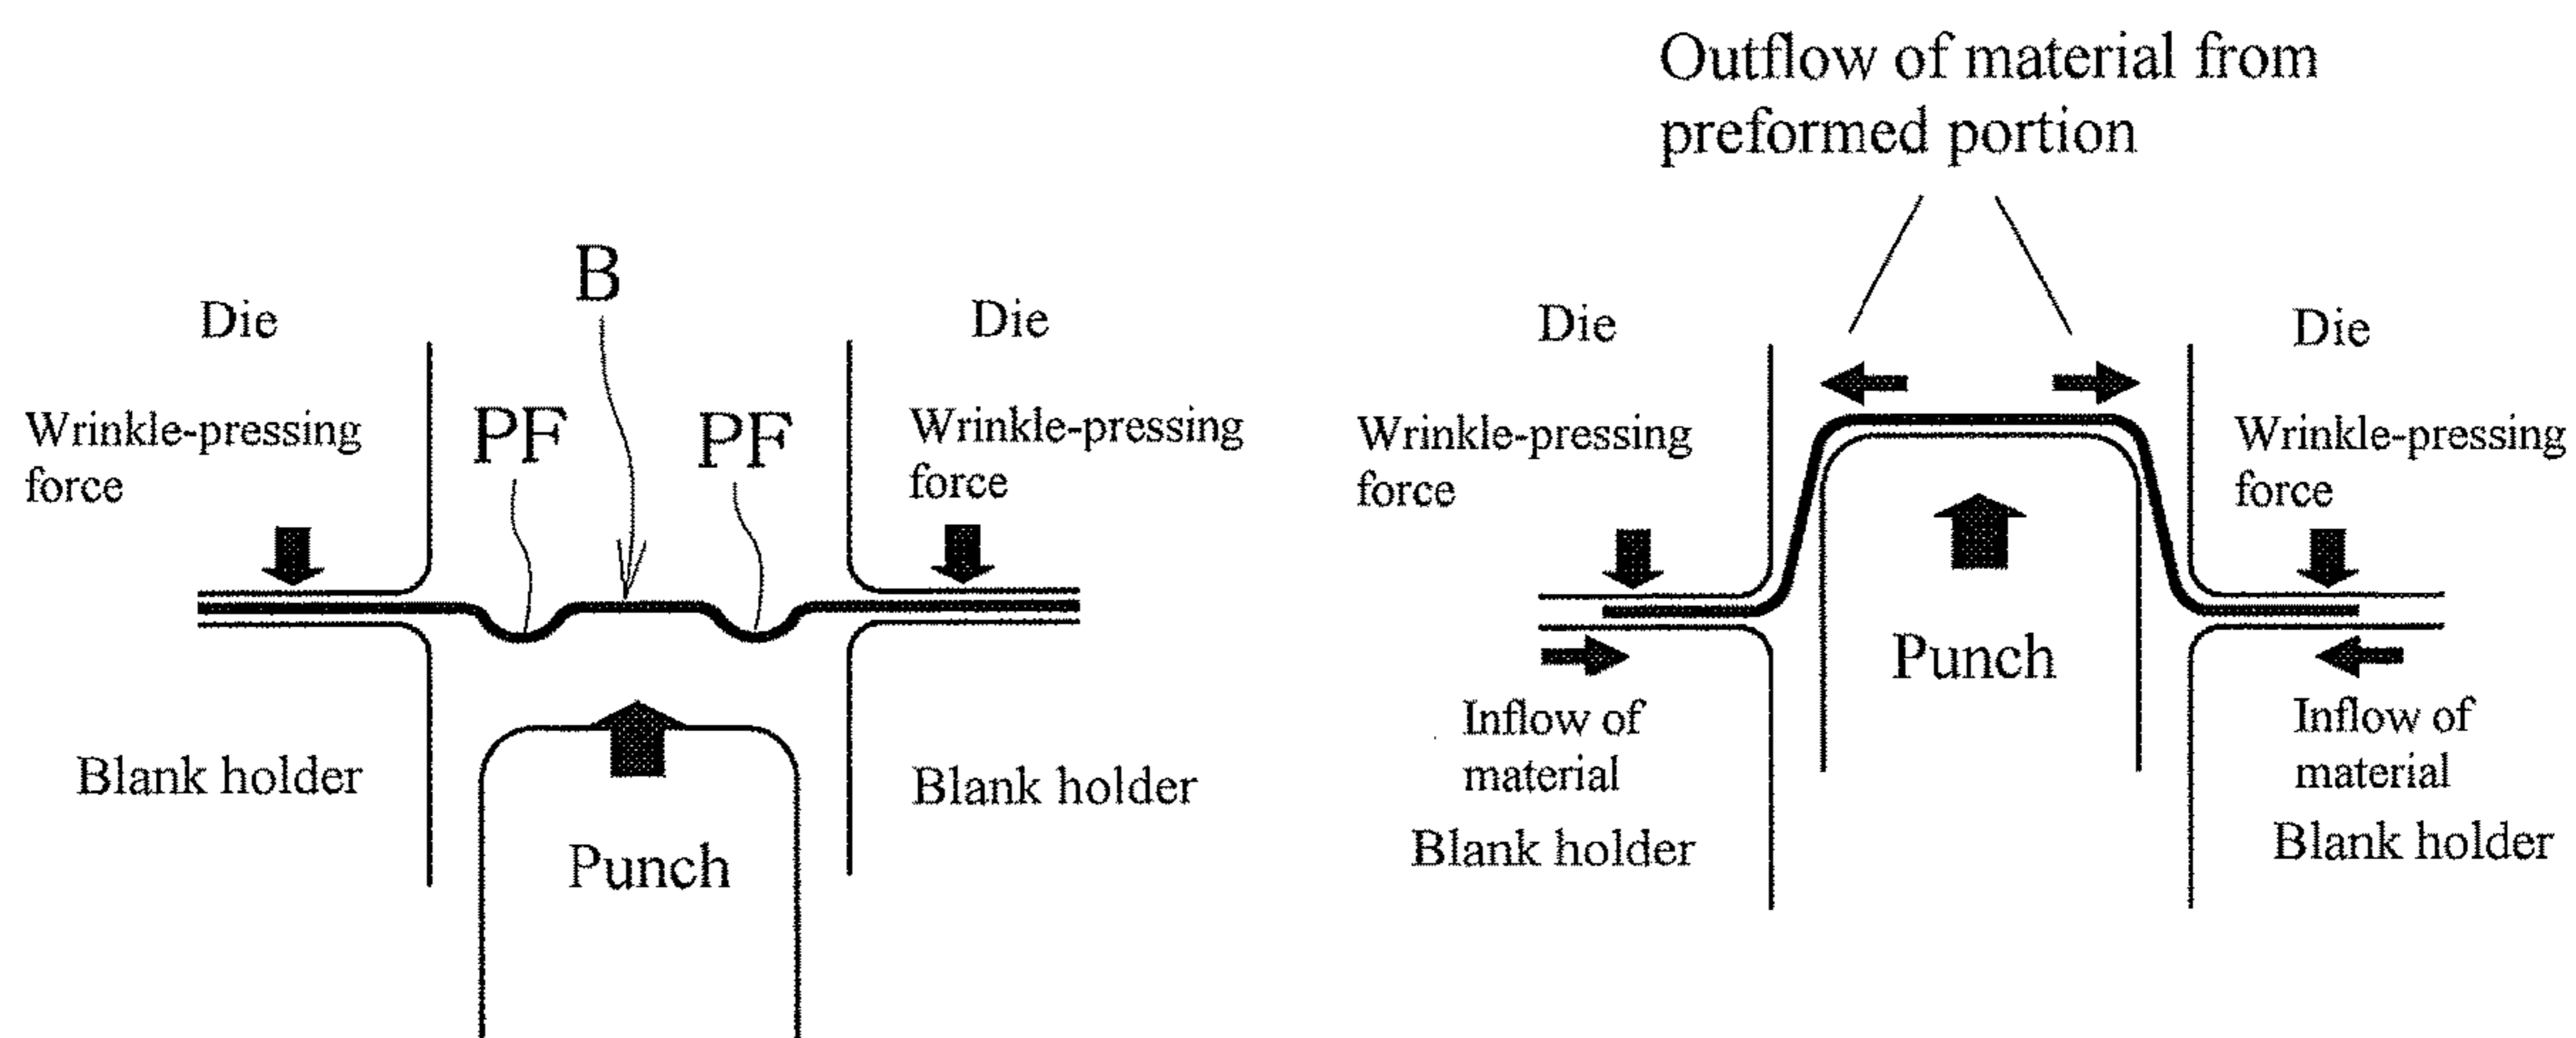 Outflow of material from
preformed portion
B
Die
Die
PF
PF
Wrinkle-pressing
force
Wrinkle-pressing
force
Blank holder
Blank holder
Punch
Die
Die
Wrinkle-pressing
force
Wrinkle-pressing
force
Punch
Inflow of
material
Inflow of
material
Blank holder
Blank holder